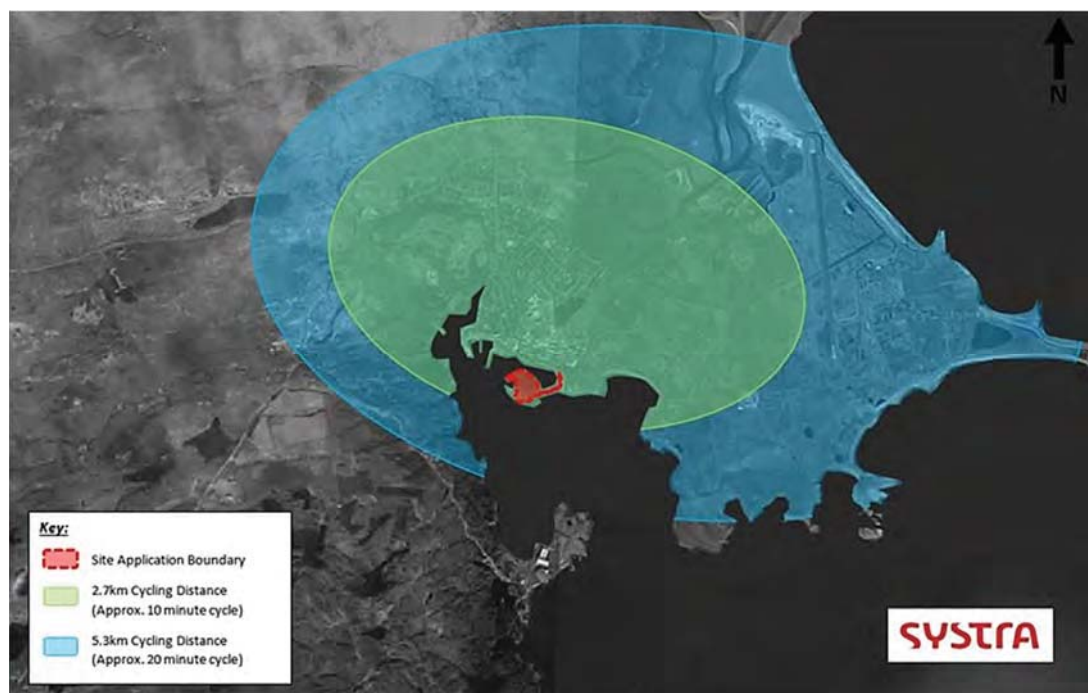 N
Key:
Site Application Boundary
2.7km Cycling Distance
(Approx. 10 minute cycle)
5.3km Cycling Distance
(Approx. 20 minute cycle)
SYSTRA